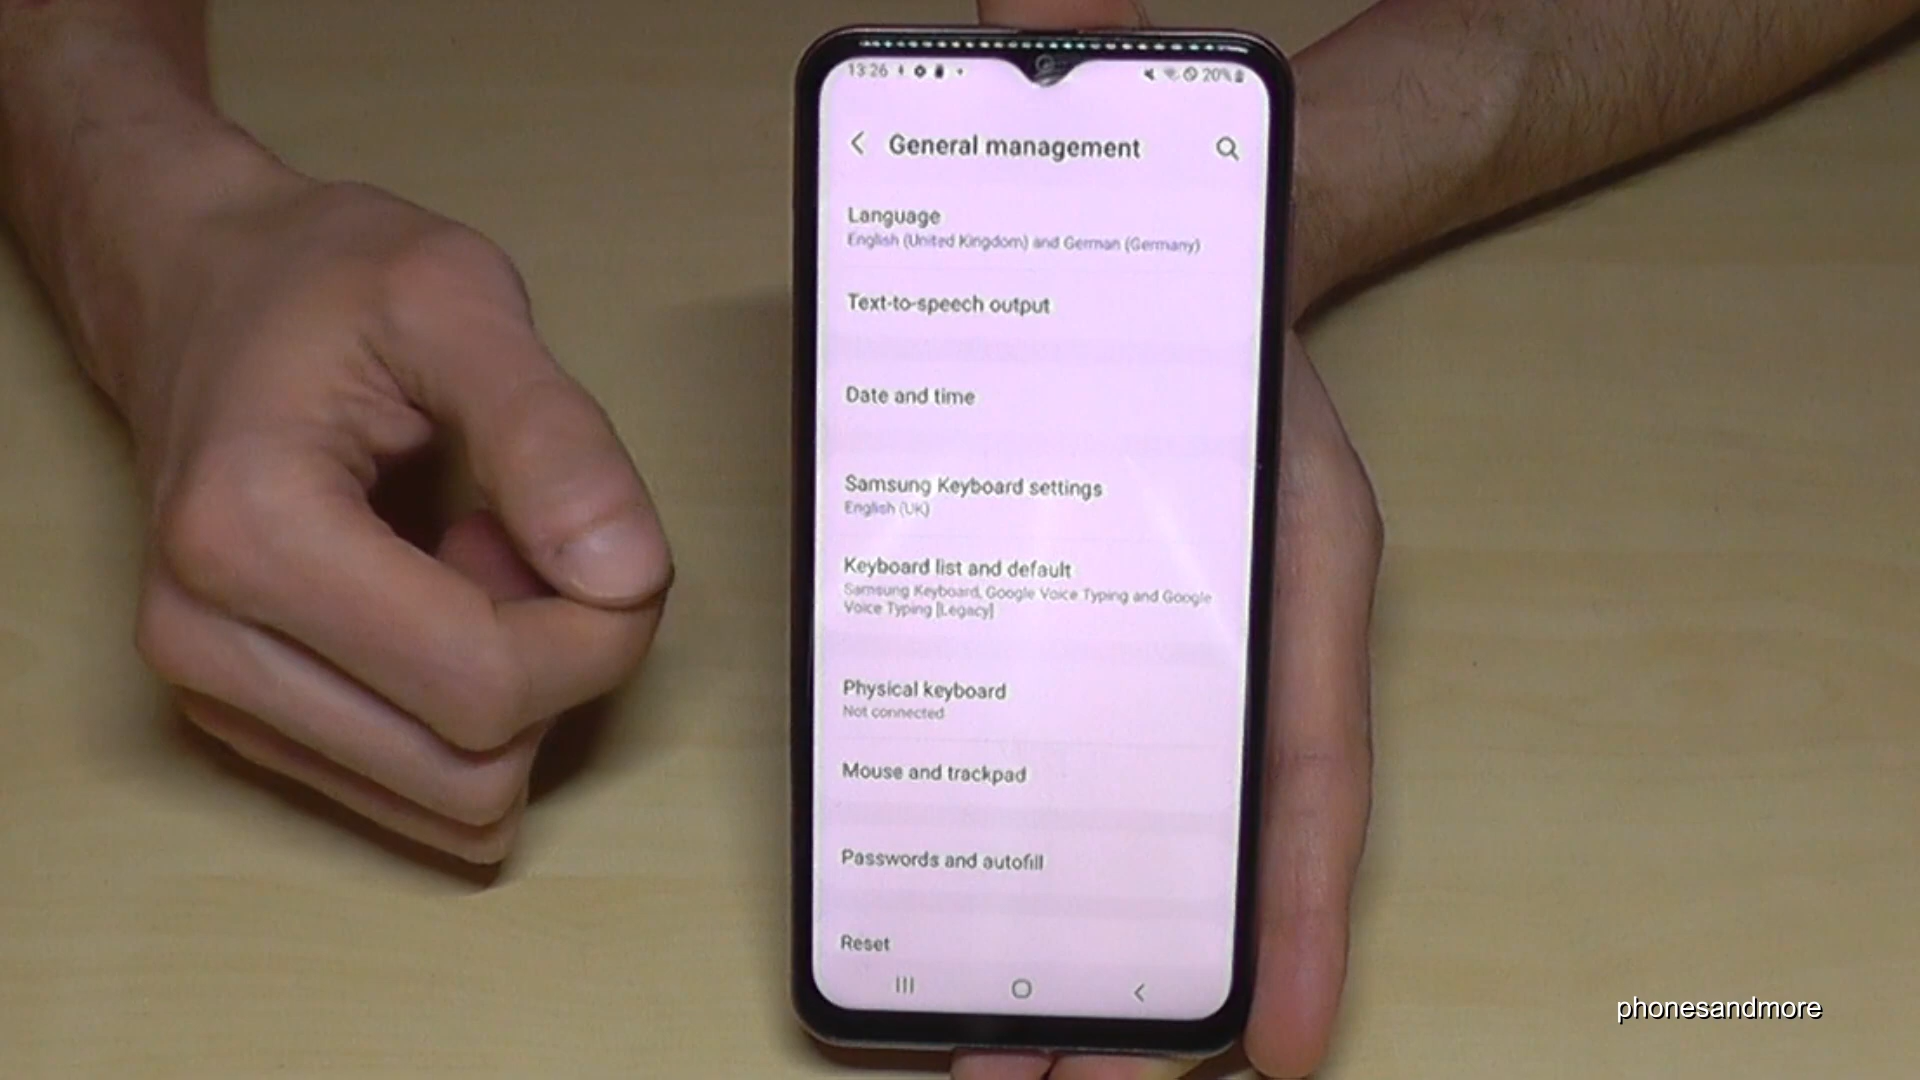 13:26
20%
General management
Language
English (United Kingdom) and German (Germany)
Text-to-speech output
Date and time
Samsung Keyboard settings
English (UK)
Keyboard list and default
Samsung Keyboard, Google Voice Typing and Google
Voice Typing [Legacy]
Physical keyboard
Not connected
Mouse and trackpad
Passwords and autofill
Reset
phonesandmore